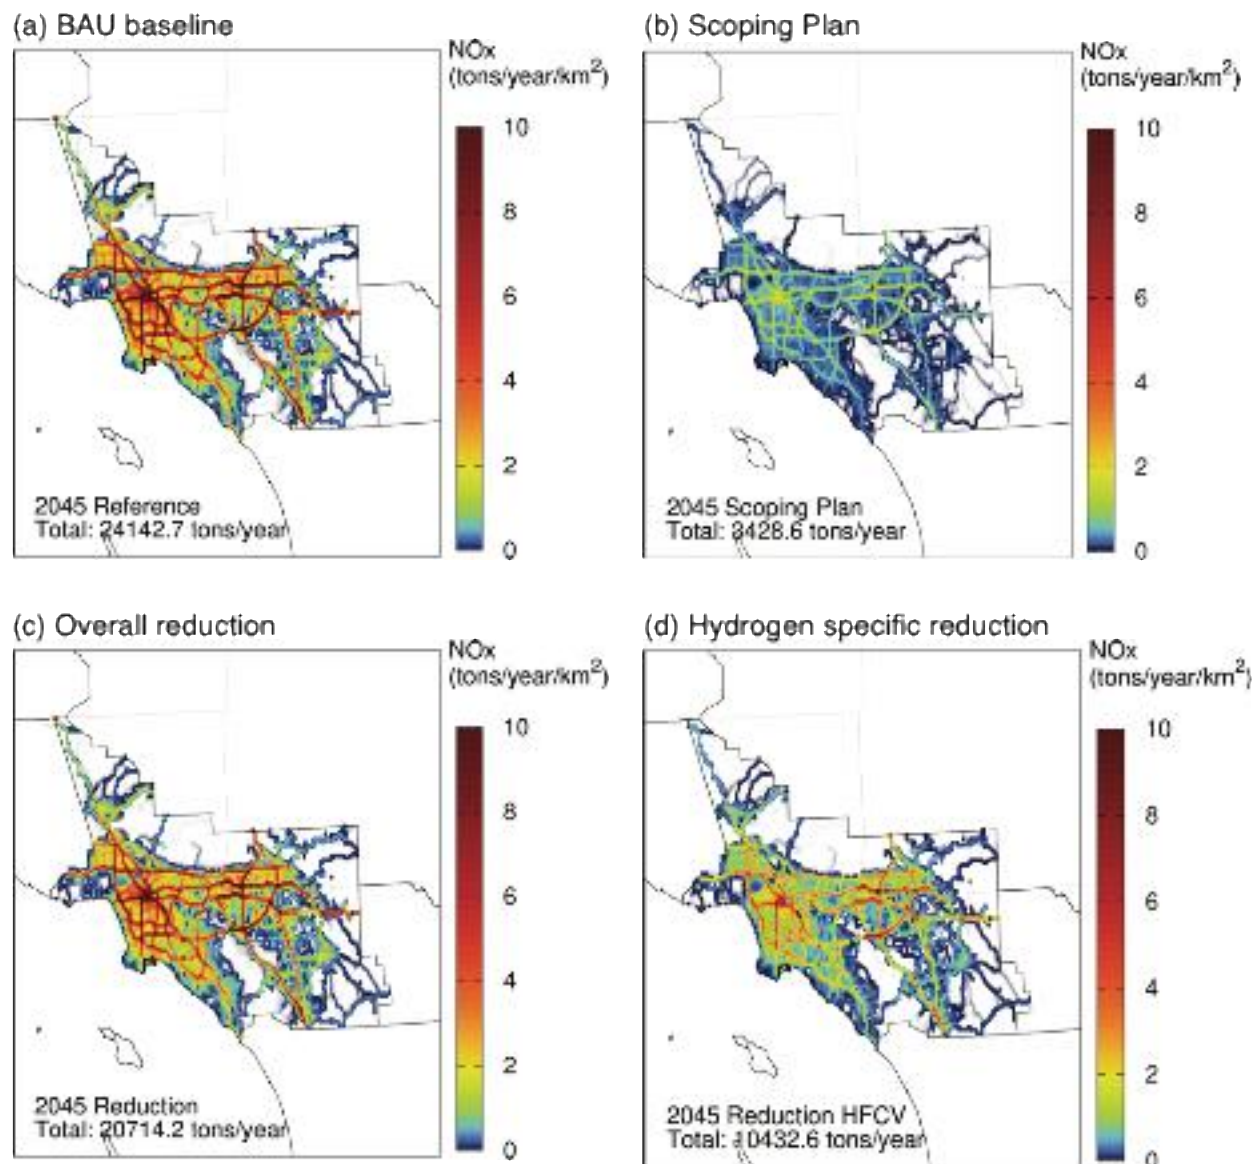 (a) BAU baseline
NOx
(tons/year/km²)
10
8
6
4
2
0
2045 Reference
Total: 24142.7 tons/year
(b) Scoping Plan
NOx
(tons/year/km²)
10
8
6
4
2
0
2045 Scoping Plan
Total: 3428.6 tons/year
(c) Overall reduction
NOx
(tons/year/km²)
10
8
6
4
2
0
2045 Reduction
Total: 20714.2 tons/year
(d) Hydrogen specific reduction
NOx
(tons/year/km²)
10
8
6
4
2
0
2045 Reduction HFCV
Total: 10432.6 tons/year